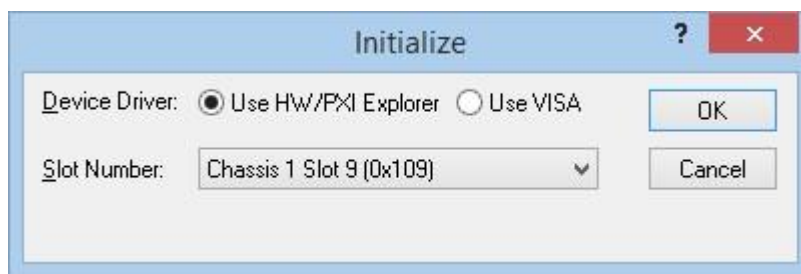 Initialize
? ×
Device Driver: Use HW/PXI Explorer Use VISA OK
Slot Number: Chassis 1 Slot 9 (0x109) Cancel